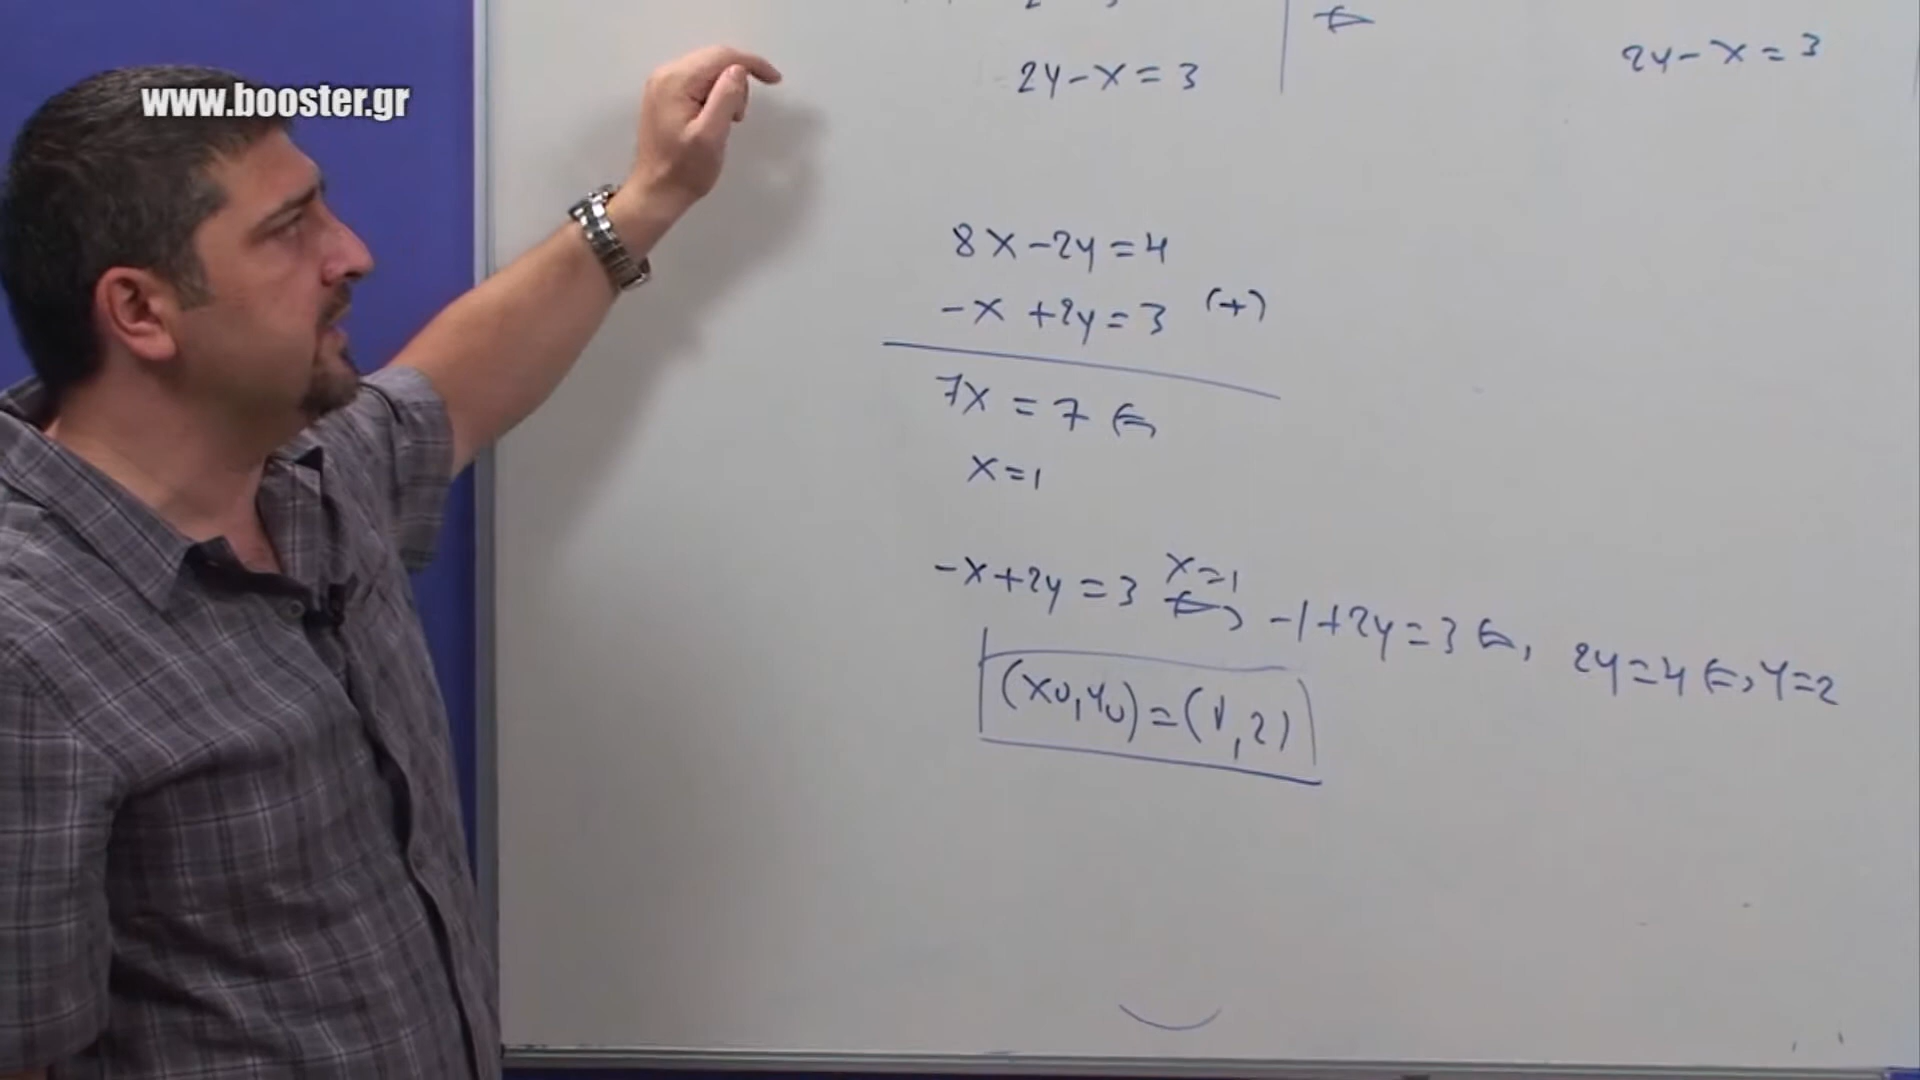 www.booster.gr
2y-x=3
2y-x=3
8x-2y=4
-x+2y=3 (+)
7x=7 ⇔
x=1
-x+2y=3 x=1 ⇔ -1+2y=3 ⇔ 2y=4 ⇔ y=2
(x₀,y₀)=(1,2)